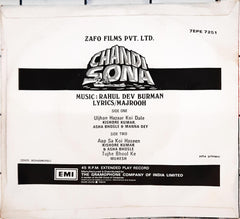 ZAFO FILMS PVT. LTD.
7EPE 7251
CHANDI
SONA
MUSIC: RAHUL DEV BURMAN
LYRICS/MAJROOH
SIDE ONE
Uljhan Hazaar Koi Dale
KISHORE KUMAR,
ASHA BHOSLE & MANNA DEY
SIDE TWO
Aap Sa Koi Haseen
KISHORE KUMAR
& ASHA BHOSLE
Tujhe Bhool Ke
MUKESH
EMI
45 R.P.M. EXTENDED PLAY RECORD
THE GRAMOPHONE COMPANY OF INDIA LIMITED